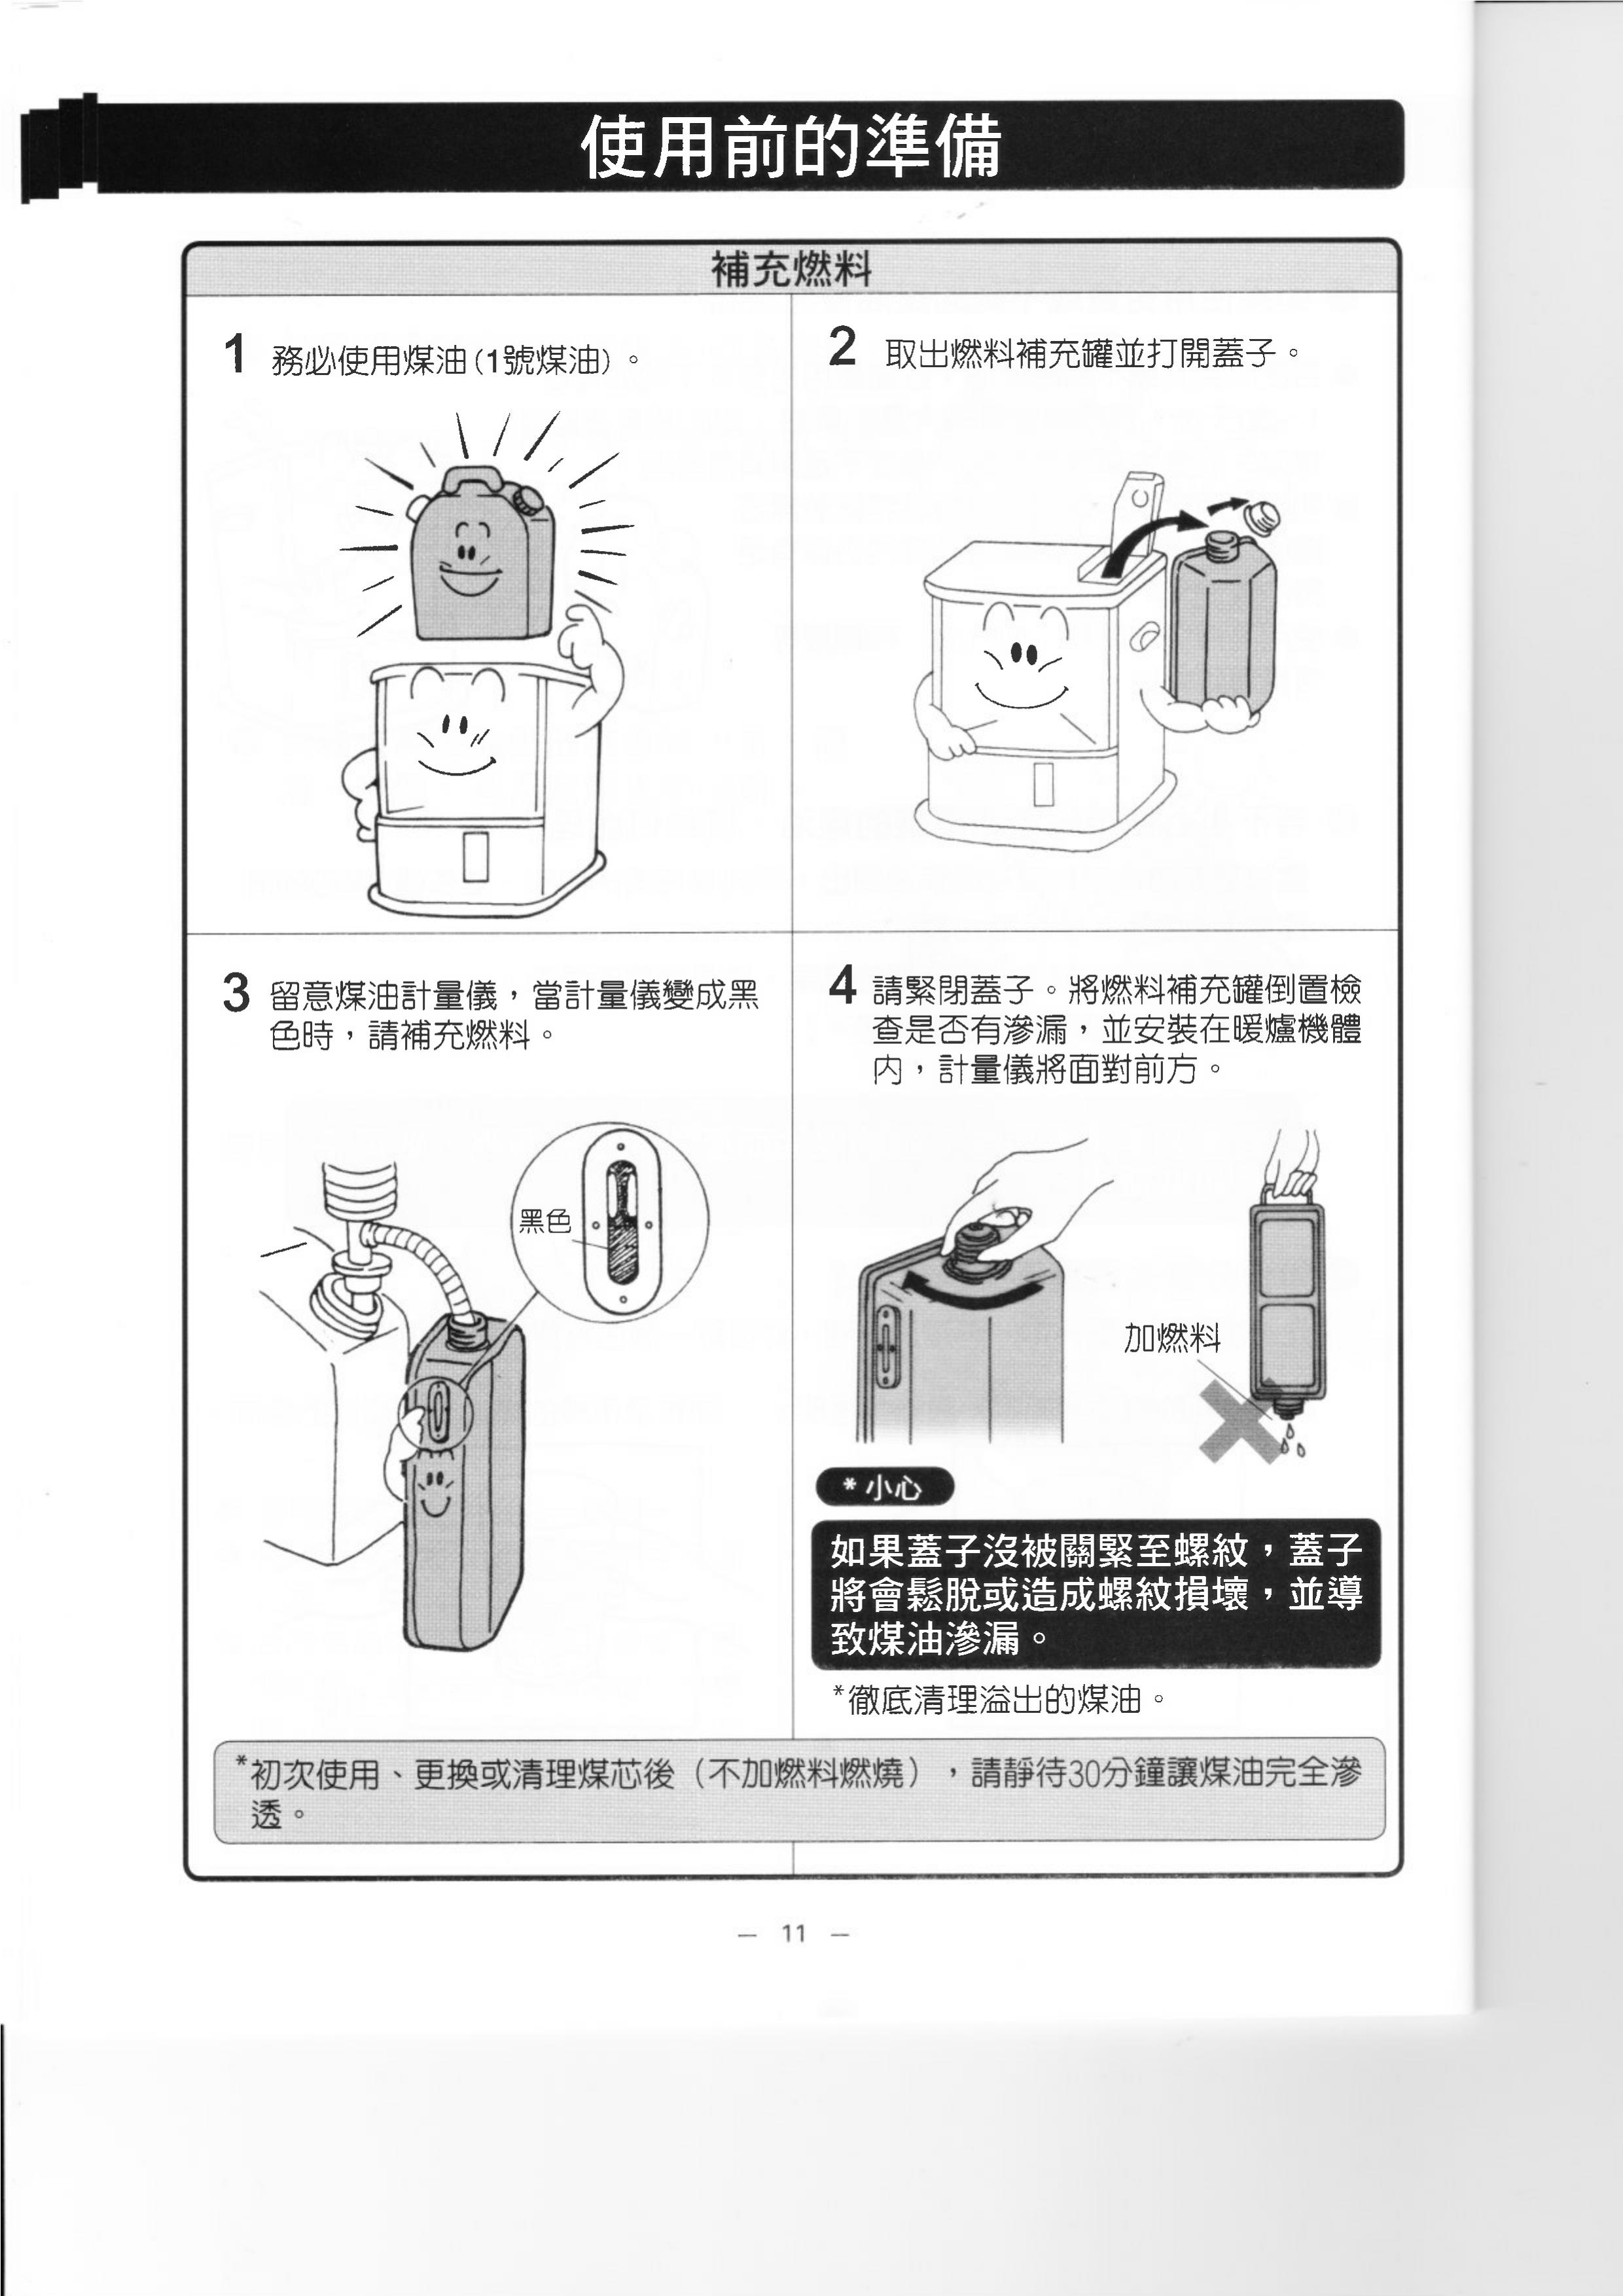 使用前的準備
補充燃料
1 務必使用煤油(1號煤油)。
2 取出燃料補充罐並打開蓋子。
3 留意煤油計量儀，當計量儀變成黑
色時，請補充燃料。
黑色
4 請緊閉蓋子。將燃料補充罐倒置檢
查是否有滲漏，並安裝在暖爐機體
內，計量儀將面對前方。
加燃料
*小心
如果蓋子沒被關緊至螺紋，蓋子
將會鬆脫或造成螺紋損壞，並導
致煤油滲漏。
*徹底清理溢出的煤油。
*初次使用、更換或清理煤芯後（不加燃料燃燒），請靜待30分鐘讓煤油完全滲
透。
— 11 —